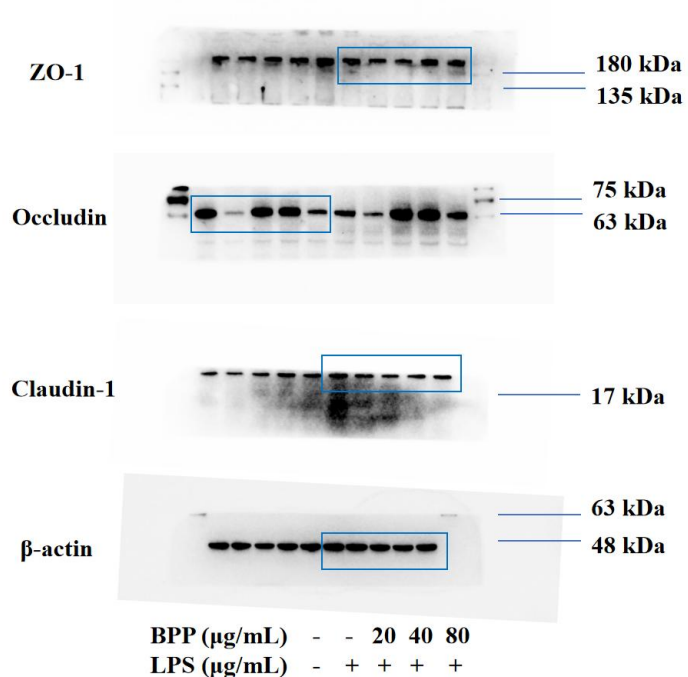 ZO-1
180 kDa
135 kDa
Occludin
75 kDa
63 kDa
Claudin-1
17 kDa
β-actin
63 kDa
48 kDa
BPP (μg/mL) - - 20 40 80
LPS (μg/mL) - + + + +